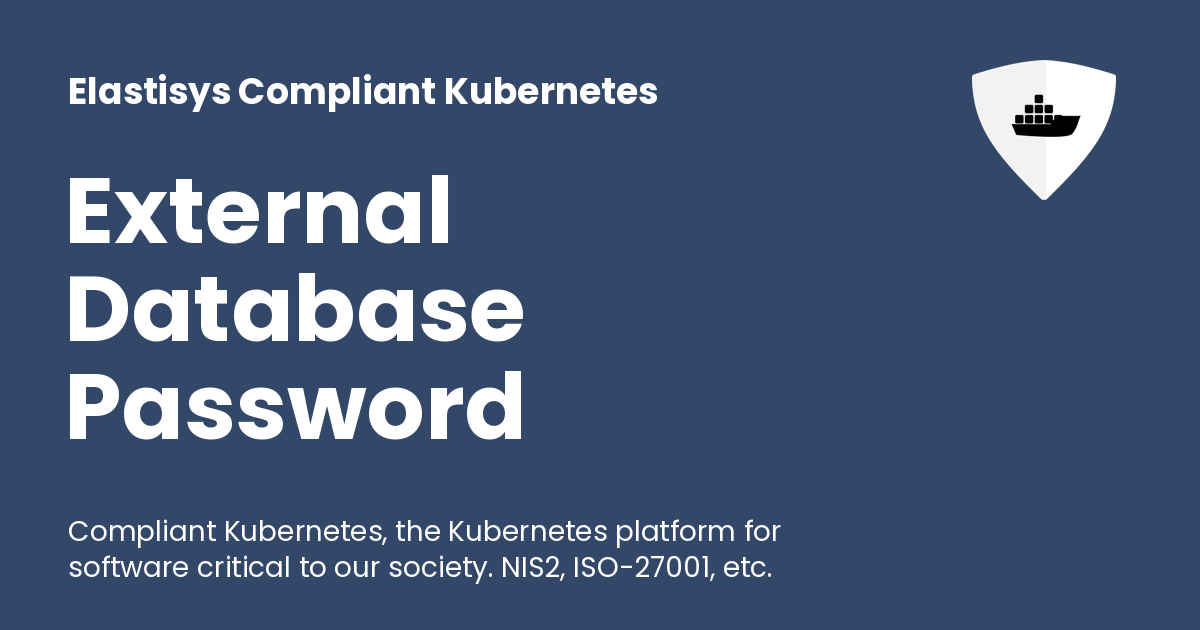 Elastisys Compliant Kubernetes
External
Database
Password
Compliant Kubernetes, the Kubernetes platform for
software critical to our society. NIS2, ISO-27001, etc.